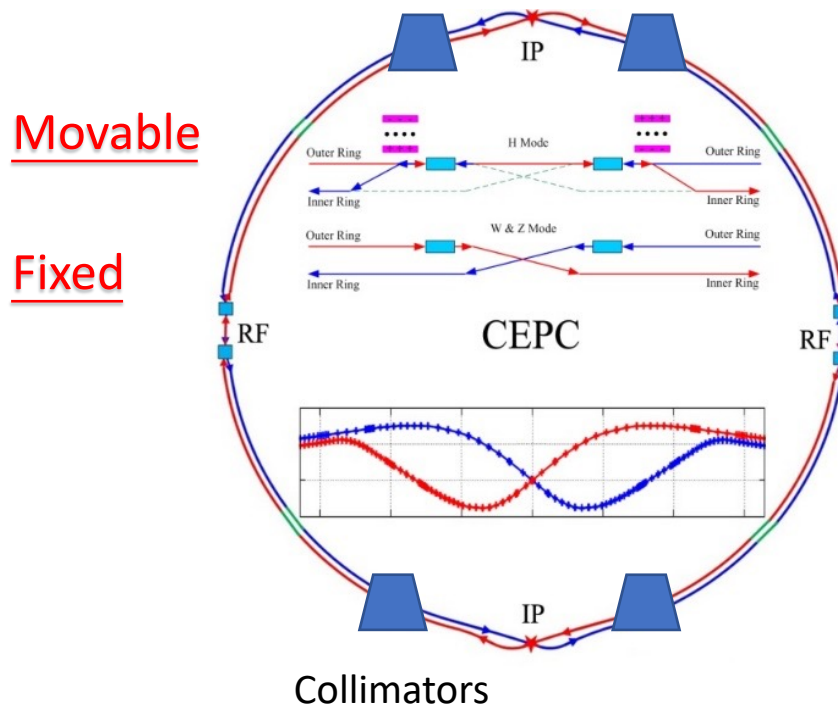 IP
Movable
H Mode
Outer Ring
Outer Ring
Inner Ring
Inner Ring
W & Z Mode
Outer Ring
Outer Ring
Inner Ring
Inner Ring
Fixed
RF
CEPC
RF
IP
Collimators